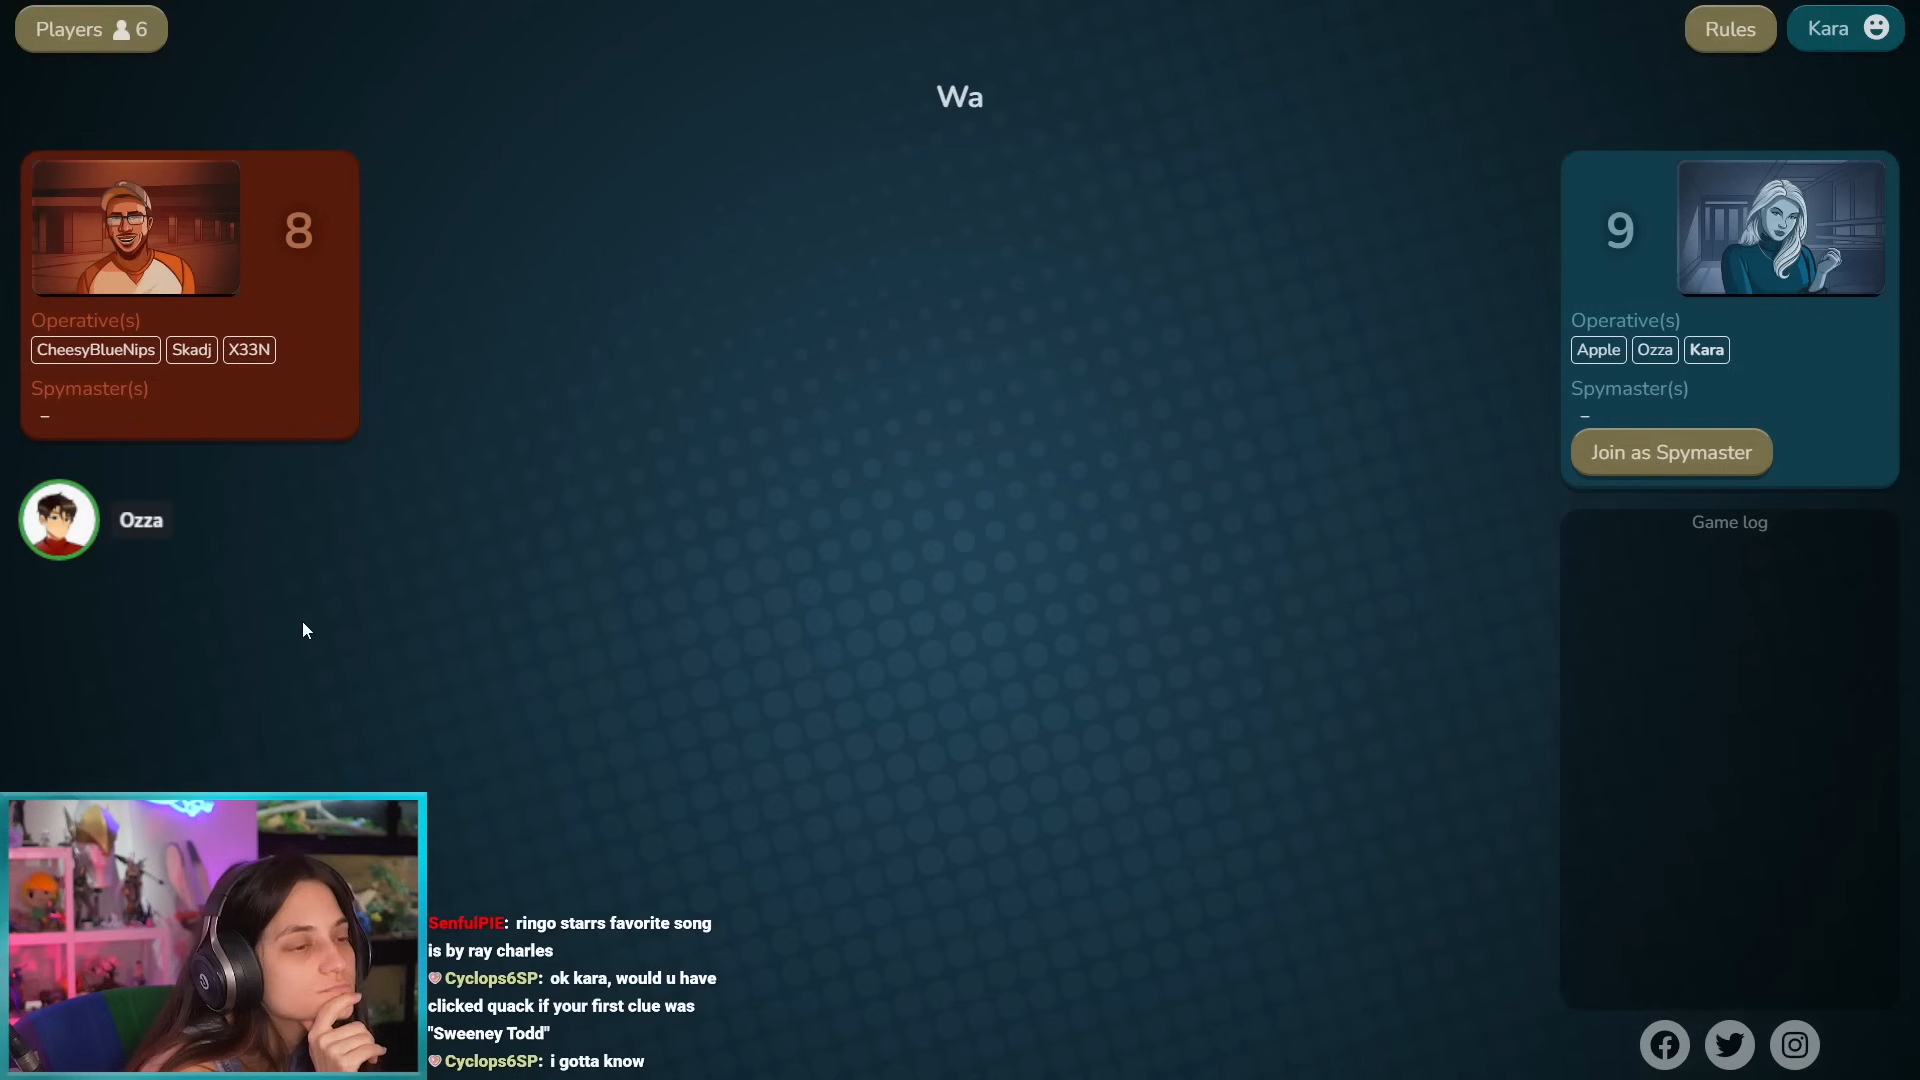 Players 6
Rules
Kara
Wa
8
Operative(s)
CheesyBlueNips Skadj X33N
Spymaster(s)
–
9
Operative(s)
Apple Ozza Kara
Spymaster(s)
–
Join as Spymaster
Game log
Ozza
SenfulPIE: ringo starrs favorite song
is by ray charles
Cyclops6SP: ok kara, would u have
clicked quack if your first clue was
"Sweeney Todd"
Cyclops6SP: i gotta know